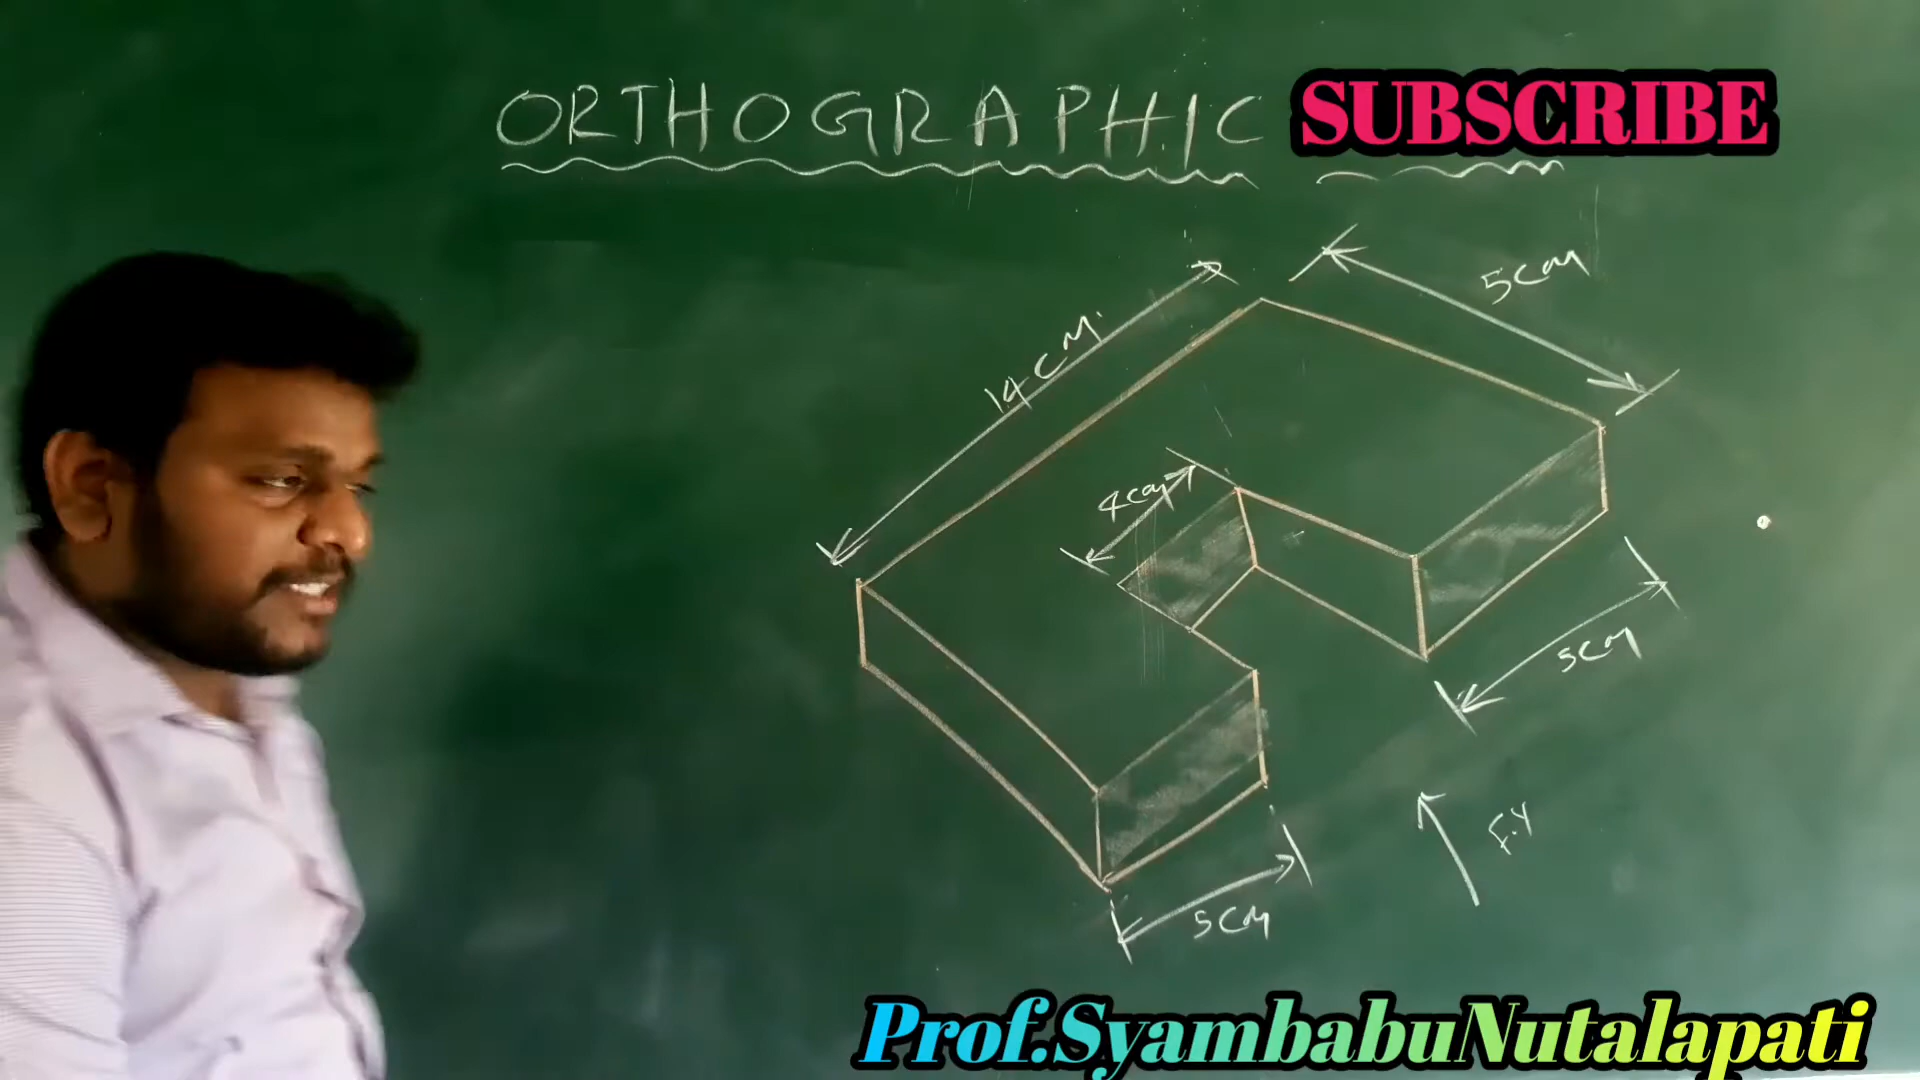 ORTHOGRAPHIC SUBSCRIBE
14CM.
5CM
4CM
5CM
F.V
5CM
Prof.SyambabuNutalapati